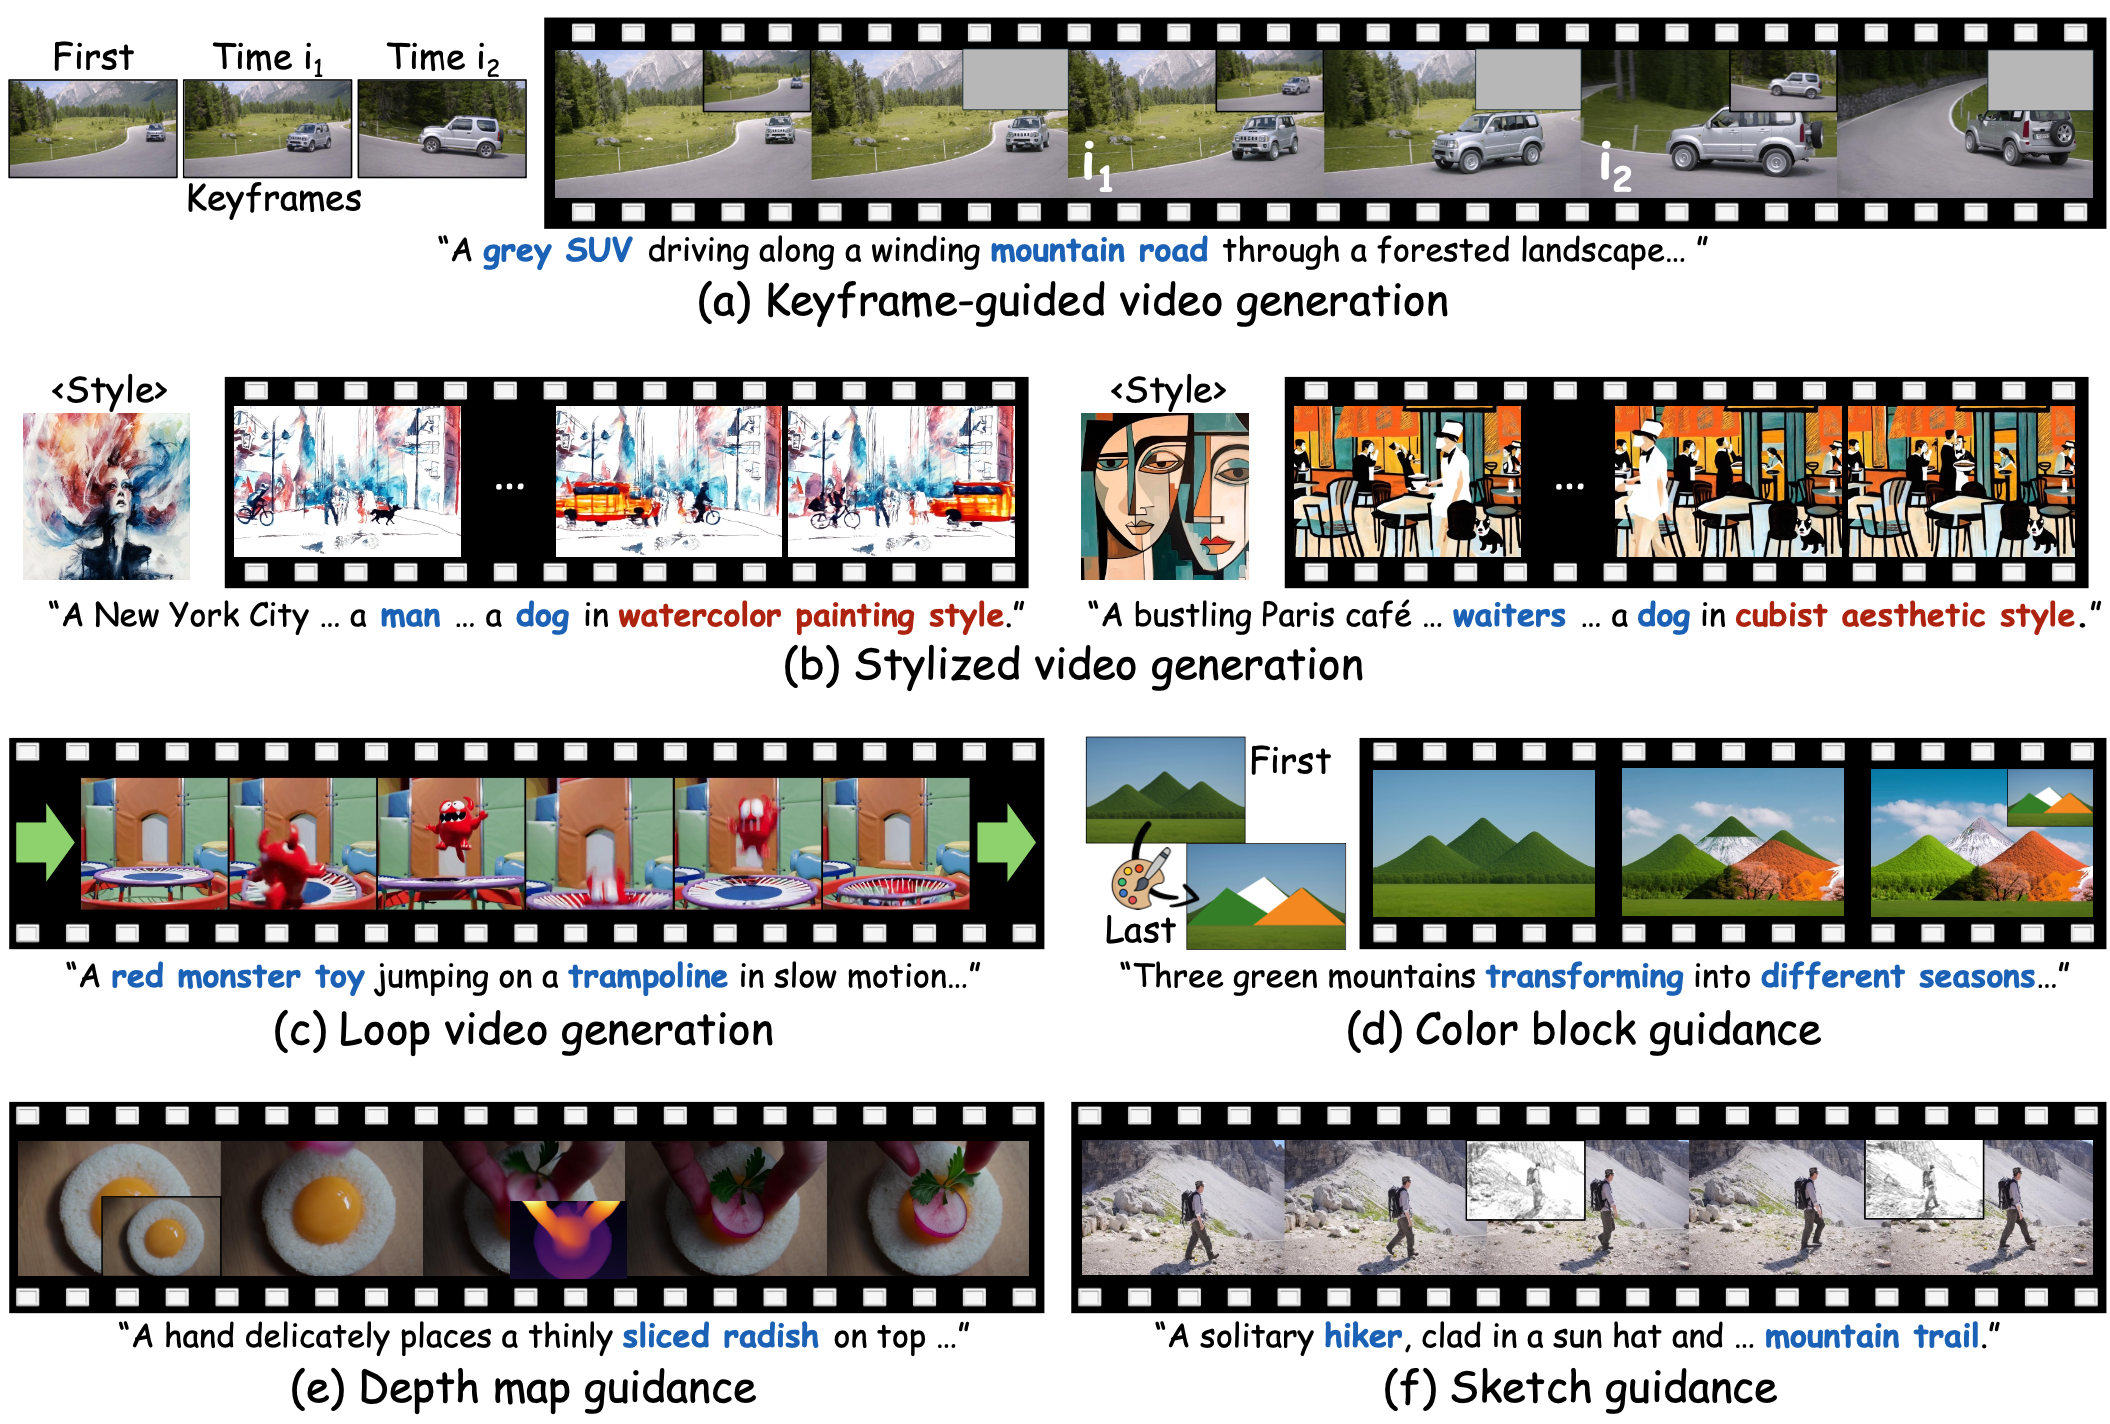 First Time i₁ Time i₂
Keyframes
i₁ i₂
“A grey SUV driving along a winding mountain road through a forested landscape... ”
(a) Keyframe-guided video generation
<Style> <Style>
... ...
“A New York City ... a man ... a dog in watercolor painting style.” “A bustling Paris café ... waiters ... a dog in cubist aesthetic style.”
(b) Stylized video generation
First
Last
“A red monster toy jumping on a trampoline in slow motion...” “Three green mountains transforming into different seasons...”
(c) Loop video generation (d) Color block guidance
“A hand delicately places a thinly sliced radish on top ...” “A solitary hiker, clad in a sun hat and ... mountain trail.”
(e) Depth map guidance (f) Sketch guidance